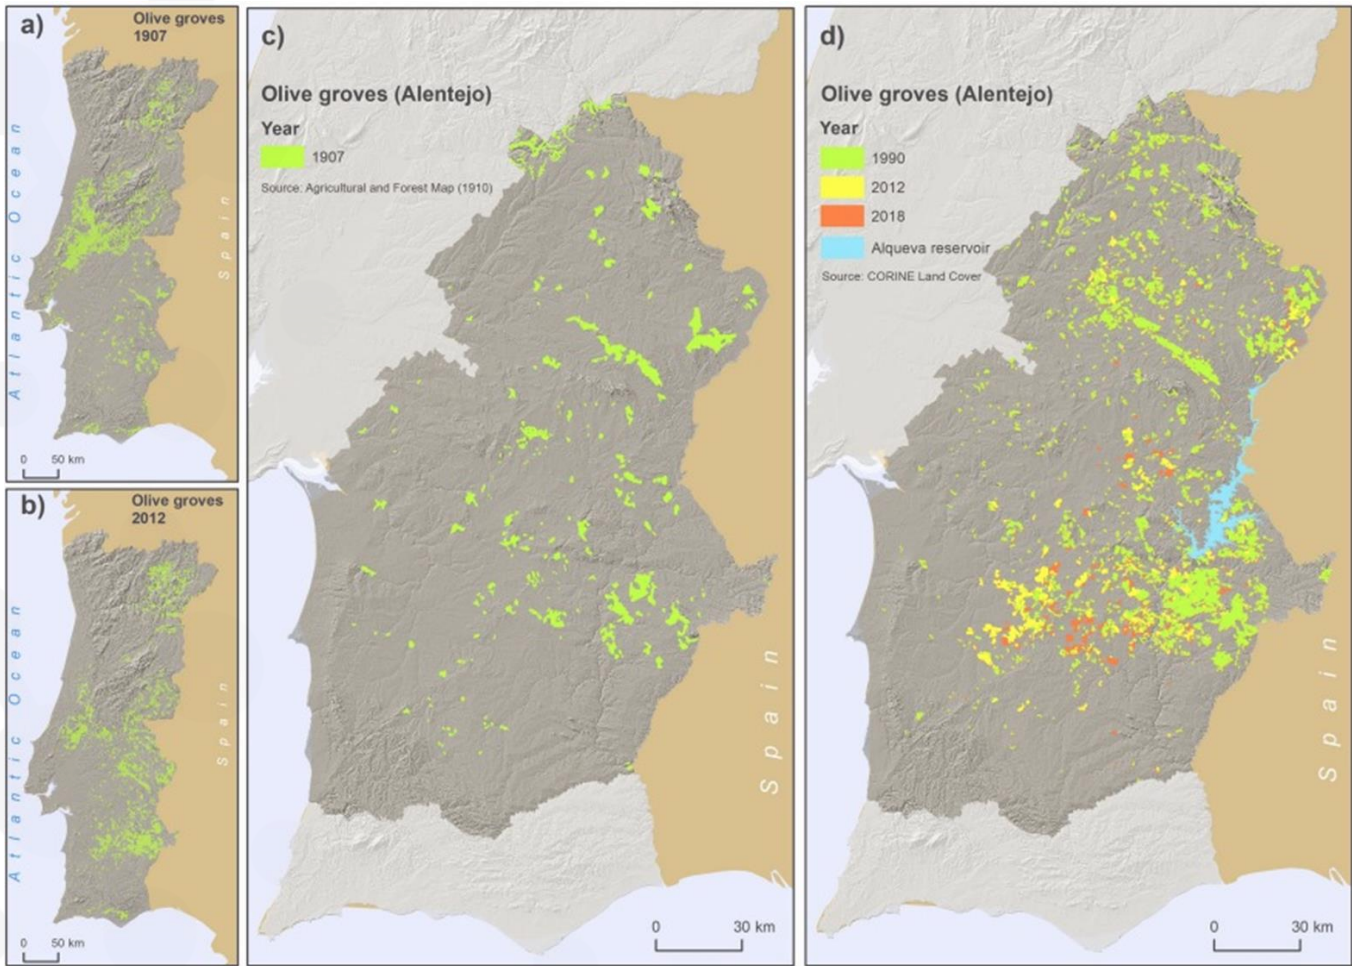 a)
Olive groves
1907
Atlantic Ocean
Spain
0 50 km
b)
Olive groves
2012
Atlantic Ocean
Spain
0 50 km
c)
Olive groves (Alentejo)
Year
1907
Source: Agricultural and Forest Map (1910)
Spain
0 30 km
d)
Olive groves (Alentejo)
Year
1990
2012
2018
Alqueva reservoir
Source: CORINE Land Cover
Spain
0 30 km